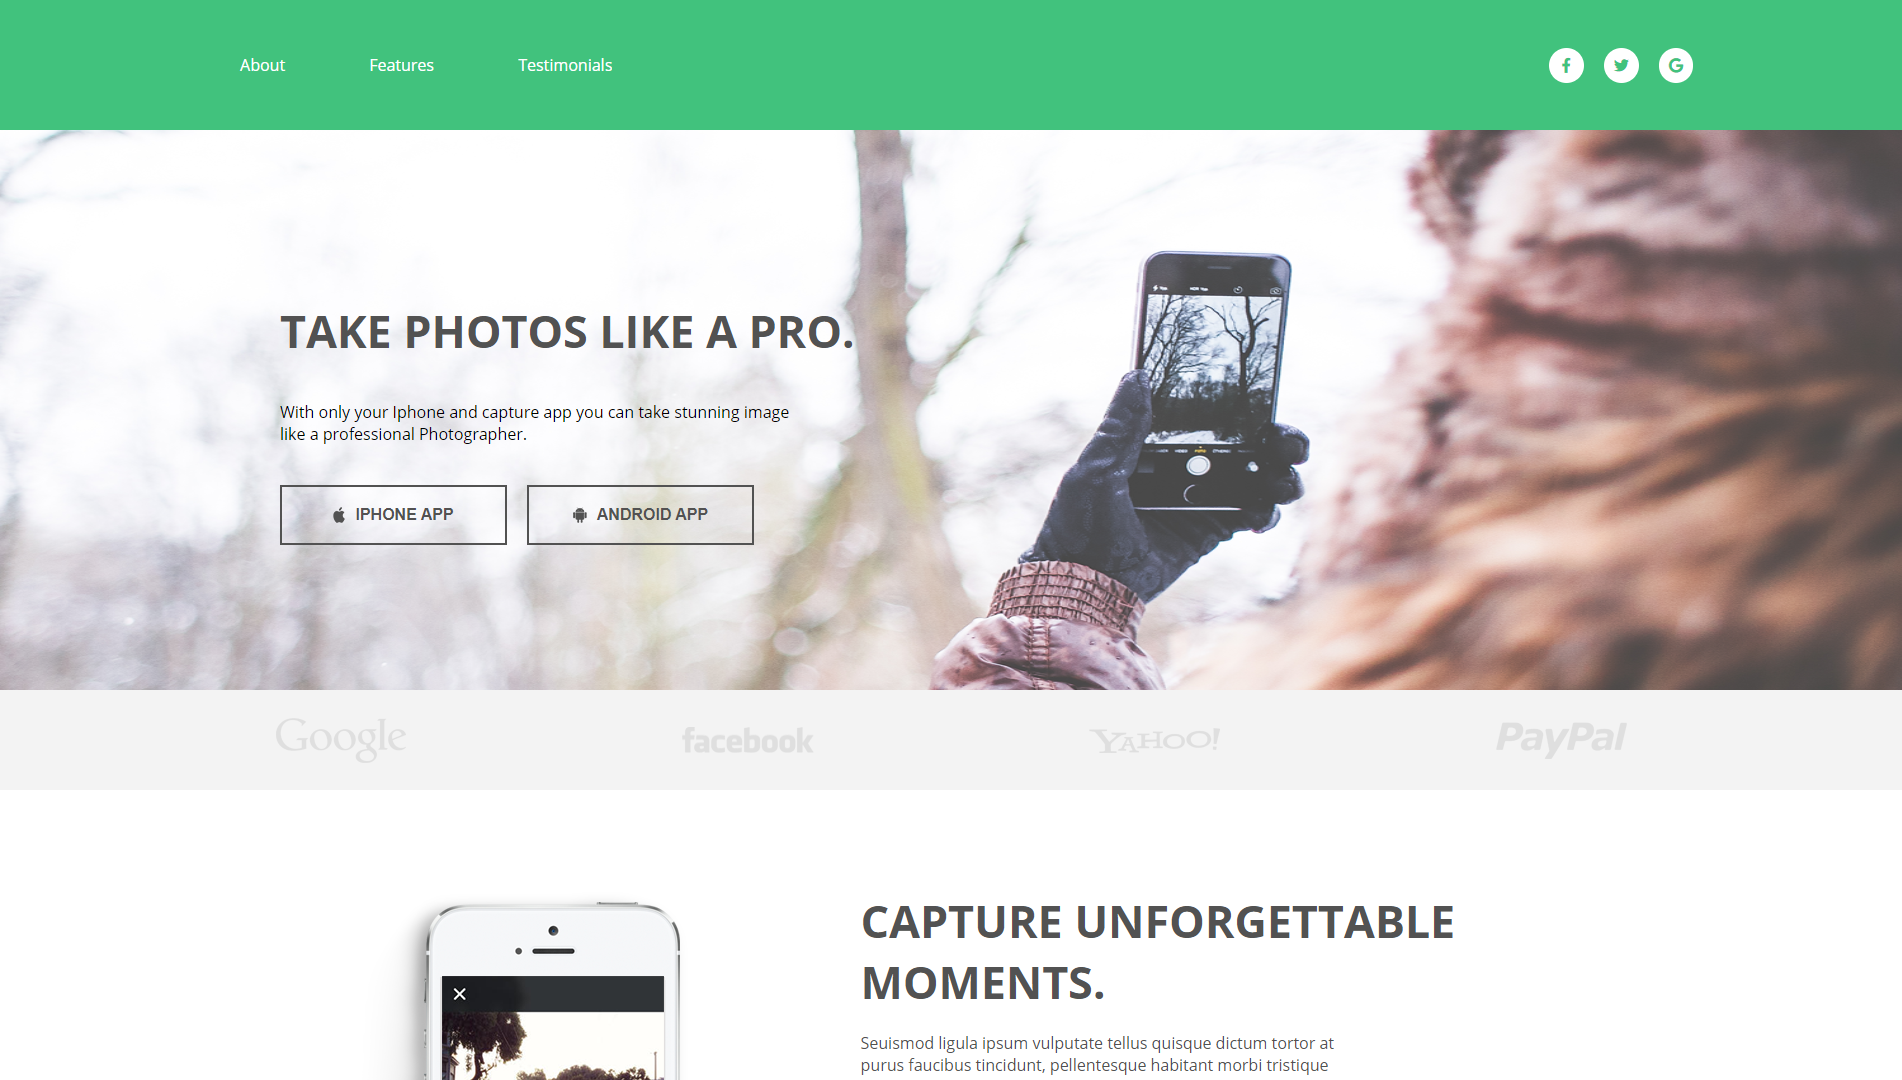 About
Features
Testimonials
TAKE PHOTOS LIKE A PRO.
With only your Iphone and capture app you can take stunning image
like a professional Photographer.
IPHONE APP
ANDROID APP
Google
facebook
YAHOO!
PayPal
CAPTURE UNFORGETTABLE
MOMENTS.
Seuismod ligula ipsum vulputate tellus quisque dictum tortor at
purus faucibus tincidunt, pellentesque habitant morbi tristique